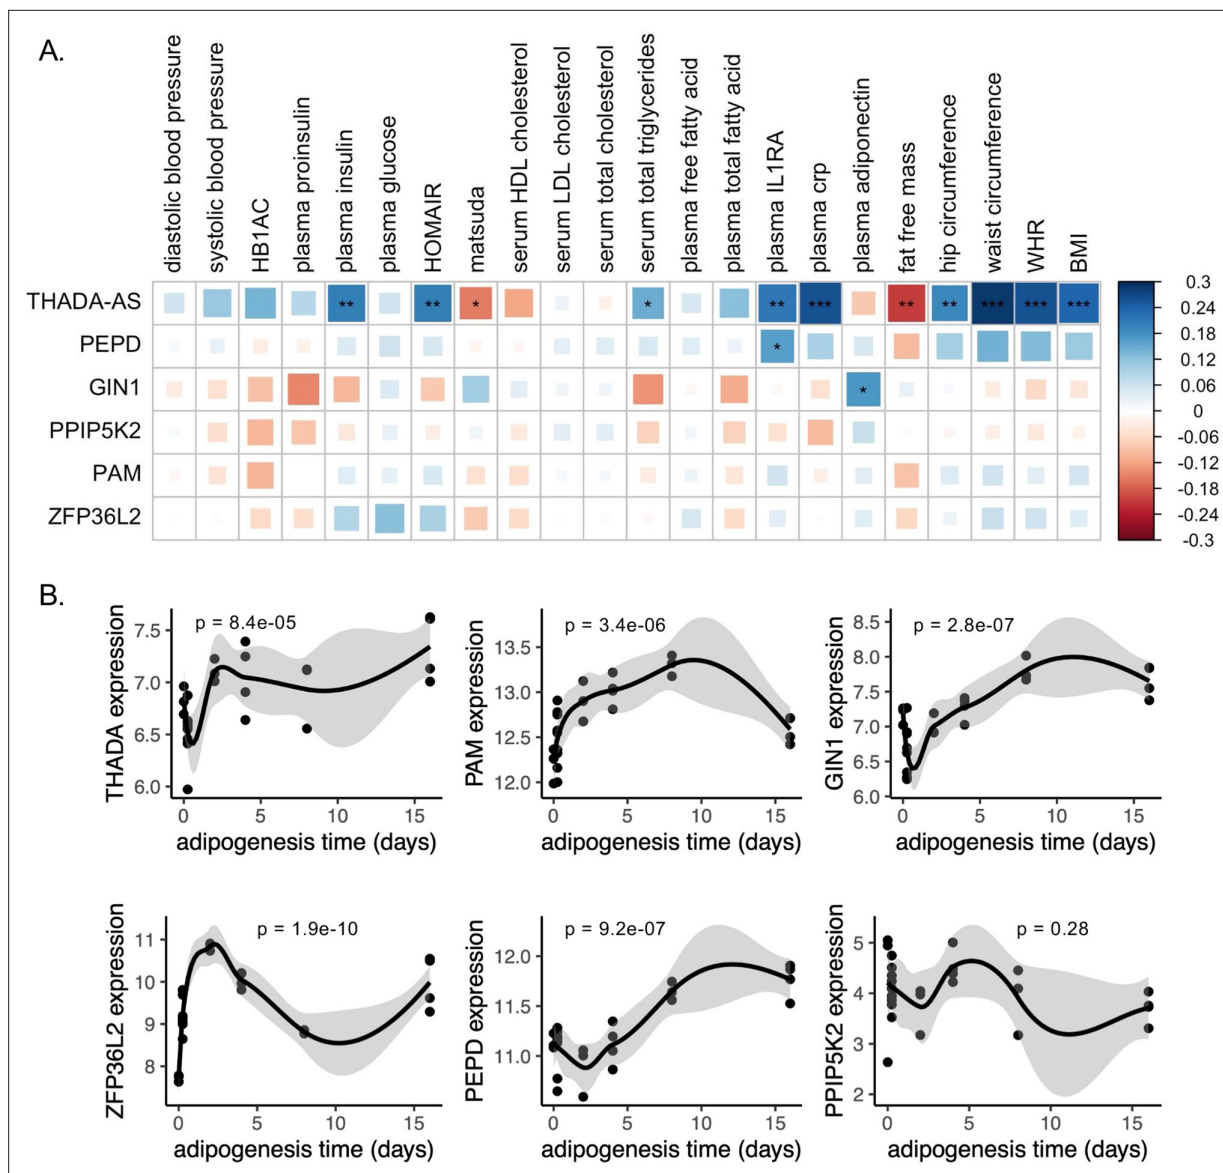 A.
diastolic blood pressure
systolic blood pressure
HB1AC
plasma proinsulin
plasma insulin
plasma glucose
HOMAIR
matsuda
serum HDL cholesterol
serum LDL cholesterol
serum total cholesterol
serum total triglycerides
plasma free fatty acid
plasma total fatty acid
plasma IL1RA
plasma crp
plasma adiponectin
fat free mass
hip circumference
waist circumference
WHR
BMI
THADA-AS ** ** * * ** *** ** ** *** *** ***
PEPD *
GIN1 *
PPIP5K2
PAM
ZFP36L2
0.3
0.24
0.18
0.12
0.06
0
-0.06
-0.12
-0.18
-0.24
-0.3
B.
THADA expression
p = 8.4e-05
7.5
7.0
6.5
6.0
0 5 10 15
adipogenesis time (days)
PAM expression
p = 3.4e-06
13.5
13.0
12.5
12.0
0 5 10 15
adipogenesis time (days)
GIN1 expression
p = 2.8e-07
8.5
8.0
7.5
7.0
6.5
6.0
0 5 10 15
adipogenesis time (days)
ZFP36L2 expression
p = 1.9e-10
11
10
9
8
0 5 10 15
adipogenesis time (days)
PEPD expression
p = 9.2e-07
12.0
11.5
11.0
0 5 10 15
adipogenesis time (days)
PPIP5K2 expression
p = 0.28
5
4
3
2
0 5 10 15
adipogenesis time (days)